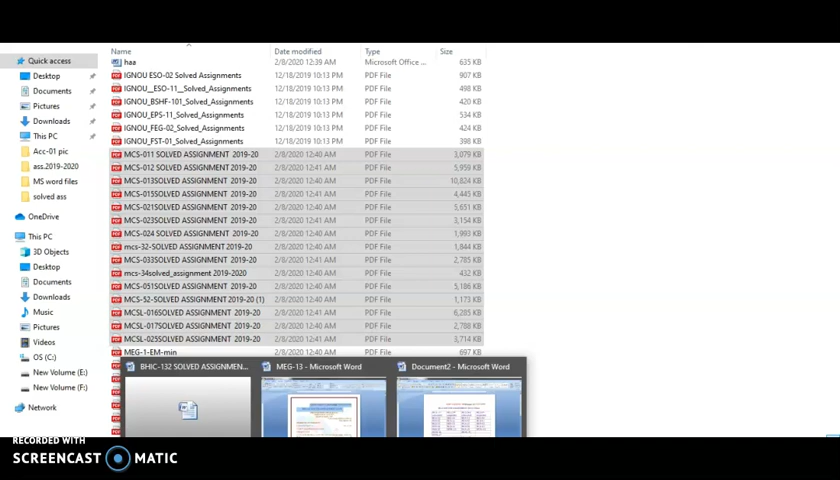 Name Date modified Type Size
Quick access
Desktop
Documents
Pictures
Downloads
This PC
Acc-01 pic
ass.2019-2020
MS word files
solved ass
OneDrive
This PC
3D Objects
Desktop
Documents
Downloads
Music
Pictures
Videos
OS (C:)
New Volume (E:)
New Volume (F:)
Network
haa 2/8/2020 12:39 AM Microsoft Office ... 635 KB
IGNOU ESO-02 Solved Assignments 12/18/2019 10:13 PM PDF File 907 KB
IGNOU__ESO-11__Solved_Assignments 12/18/2019 10:13 PM PDF File 498 KB
IGNOU_BSHF-101_Solved_Assignments 12/18/2019 10:13 PM PDF File 420 KB
IGNOU_EPS-11_Solved_Assignments 12/18/2019 10:13 PM PDF File 534 KB
IGNOU_FEG-02_Solved_Assignments 12/18/2019 10:13 PM PDF File 424 KB
IGNOU_FST-01_Solved_Assignments 12/18/2019 10:13 PM PDF File 398 KB
MCS-011 SOLVED ASSIGNMENT 2019-20 2/8/2020 12:40 AM PDF File 3,079 KB
MCS-012 SOLVED ASSIGNMENT 2019-20 2/8/2020 12:41 AM PDF File 5,959 KB
MCS-013SOLVED ASSIGNMENT 2019-20 2/8/2020 12:40 AM PDF File 10,824 KB
MCS-015SOLVED ASSIGNMENT 2019-20 2/8/2020 12:41 AM PDF File 4,445 KB
MCS-021SOLVED ASSIGNMENT 2019-20 2/8/2020 12:40 AM PDF File 5,651 KB
MCS-023SOLVED ASSIGNMENT 2019-20 2/8/2020 12:41 AM PDF File 3,154 KB
MCS-024 SOLVED ASSIGNMENT 2019-20 2/8/2020 12:40 AM PDF File 1,993 KB
mcs-32-SOLVED ASSIGNMENT 2019-20 2/8/2020 12:40 AM PDF File 1,844 KB
MCS-033SOLVED ASSIGNMENT 2019-20 2/8/2020 12:41 AM PDF File 2,785 KB
mcs-34solved_assignment 2019-2020 2/8/2020 12:40 AM PDF File 432 KB
MCS-051SOLVED ASSIGNMENT 2019-20 2/8/2020 12:40 AM PDF File 5,186 KB
MCS-52-SOLVED ASSIGNMENT 2019-20 (1) 2/8/2020 12:40 AM PDF File 1,173 KB
MCSL-016SOLVED ASSIGNMENT 2019-20 2/8/2020 12:40 AM PDF File 6,285 KB
MCSL-017SOLVED ASSIGNMENT 2019-20 2/8/2020 12:40 AM PDF File 2,788 KB
MCSL-025SOLVED ASSIGNMENT 2019-20 2/8/2020 12:41 AM PDF File 3,714 KB
MEG-1-EM-min 697 KB
BHIC-132 SOLVED ASSIGNMEN... MEG-13 - Microsoft Word Document2 - Microsoft Word
RECORDED WITH
SCREENCAST MATIC